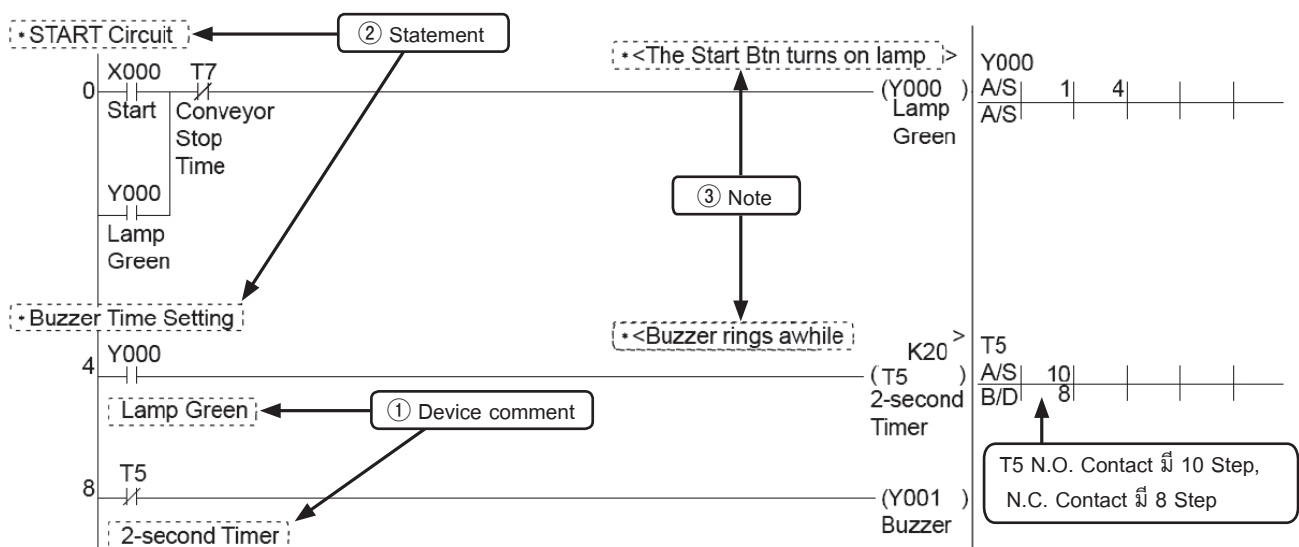 *START Circuit
② Statement
*<The Start Btn turns on lamp >
X000 T7
0
Start Conveyor
Stop
Time
(Y000 )
Lamp
Green
Y000
A/S 1 4
A/S
Y000
Lamp
Green
③ Note
*Buzzer Time Setting
*<Buzzer rings awhile >
Y000
4
K20
(T5 )
2-second
Timer
T5
A/S 10
B/D 8
Lamp Green
① Device comment
T5 N.O. Contact มี 10 Step,
N.C. Contact มี 8 Step
T5
8
(Y001 )
Buzzer
2-second Timer